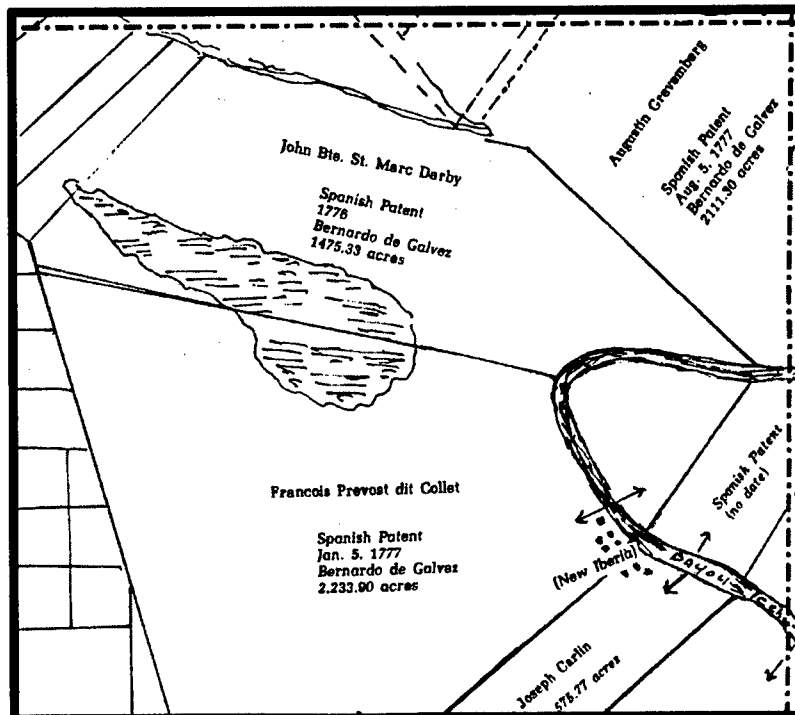 John Bte. St. Marc Darby
Spanish Patent
1776
Bernardo de Galvez
1475.33 acres
Augustin Grevemberg
Spanish Patent
Aug. 5, 1777
Bernardo de Galvez
2111.30 acres
Francois Prevost dit Collet
Spanish Patent
Jan. 5. 1777
Bernardo de Galvez
2.233.90 acres
Spanish Patent
(no date)
(New Iberia)
BAYOU
Joseph Carlin
575.77 acres